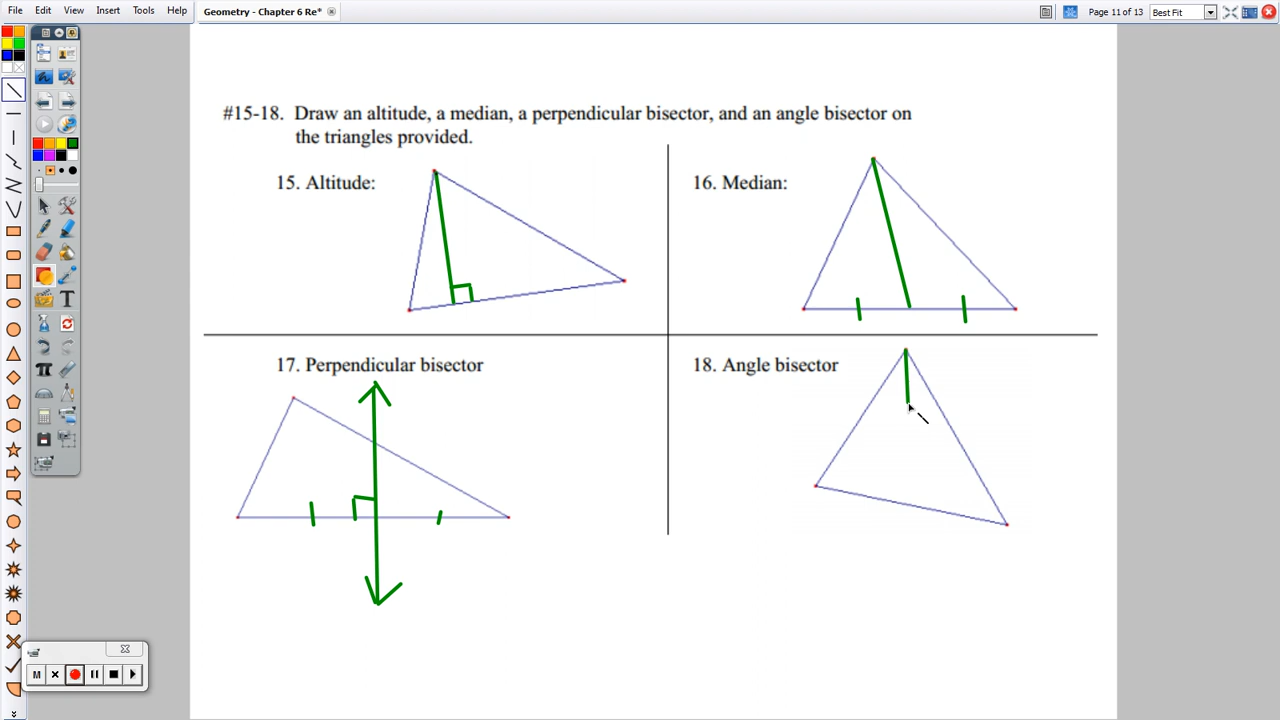 File Edit View Insert Tools Help
Geometry - Chapter 6 Re*
Page 11 of 13
Best Fit
#15-18. Draw an altitude, a median, a perpendicular bisector, and an angle bisector on
the triangles provided.
15. Altitude:
16. Median:
17. Perpendicular bisector
18. Angle bisector
M